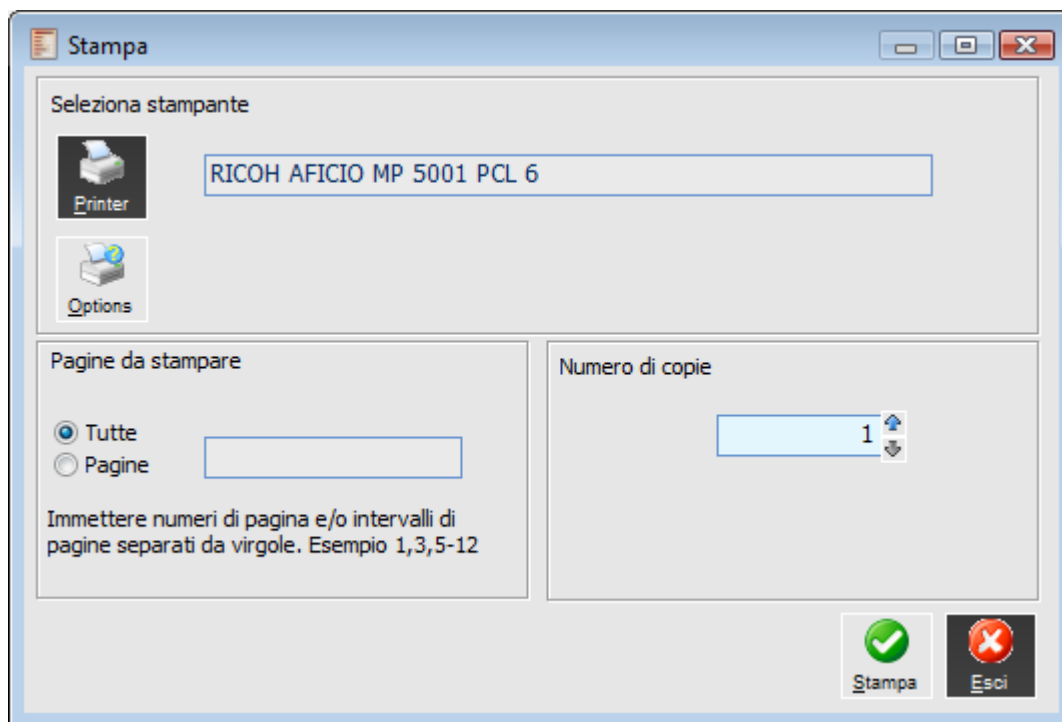 Stampa
Seleziona stampante
Printer
RICOH AFICIO MP 5001 PCL 6
Options
Pagine da stampare
Tutte
Pagine
Immettere numeri di pagina e/o intervalli di
pagine separati da virgole. Esempio 1,3,5-12
Numero di copie
1
Stampa
Esci